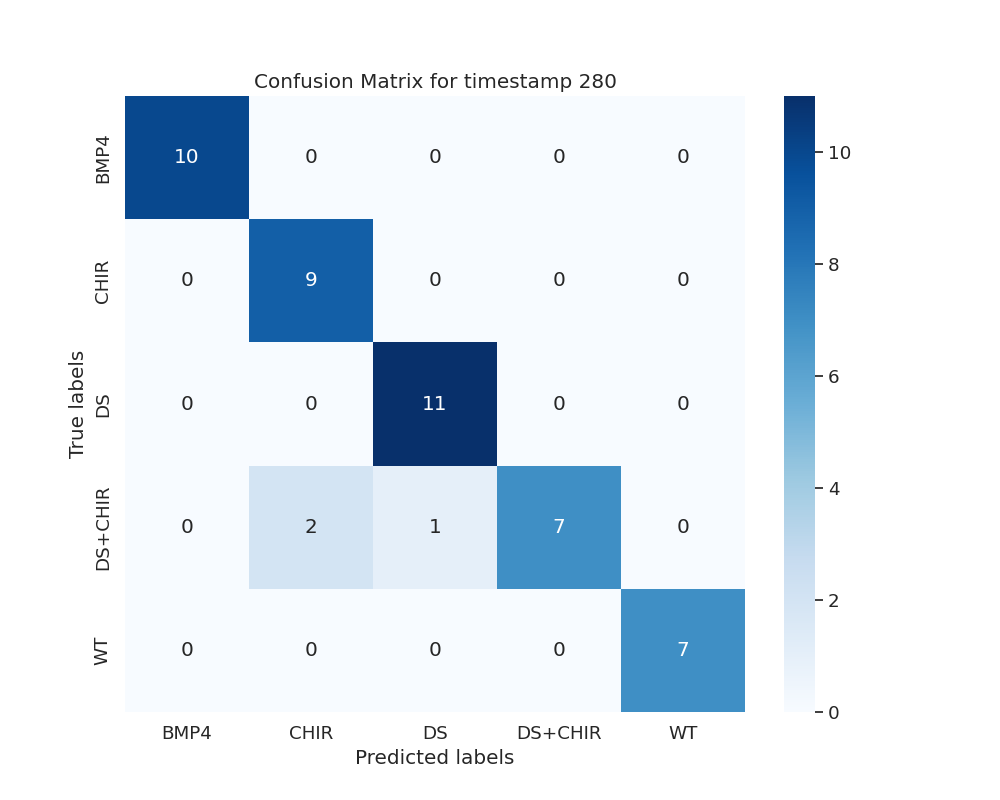 Confusion Matrix for timestamp 280
True labels
BMP4 10 0 0 0 0
CHIR 0 9 0 0 0
DS 0 0 11 0 0
DS+CHIR 0 2 1 7 0
WT 0 0 0 0 7
BMP4 CHIR DS DS+CHIR WT
Predicted labels
10
8
6
4
2
0